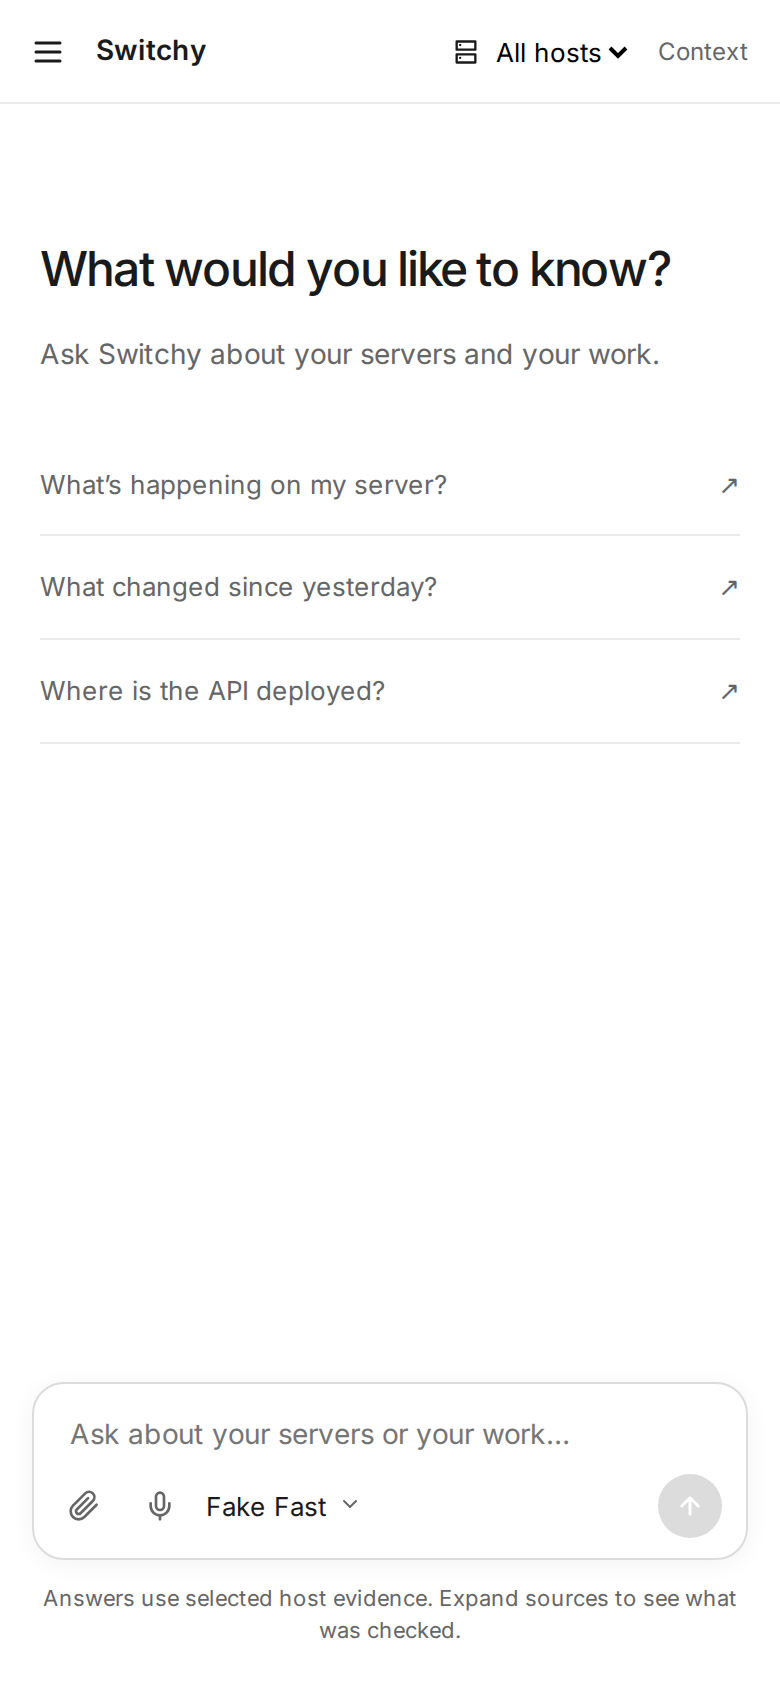 Switchy
All hosts
Context
What would you like to know?
Ask Switchy about your servers and your work.
What’s happening on my server? ↗
What changed since yesterday? ↗
Where is the API deployed? ↗
Ask about your servers or your work...
Fake Fast
Answers use selected host evidence. Expand sources to see what
was checked.